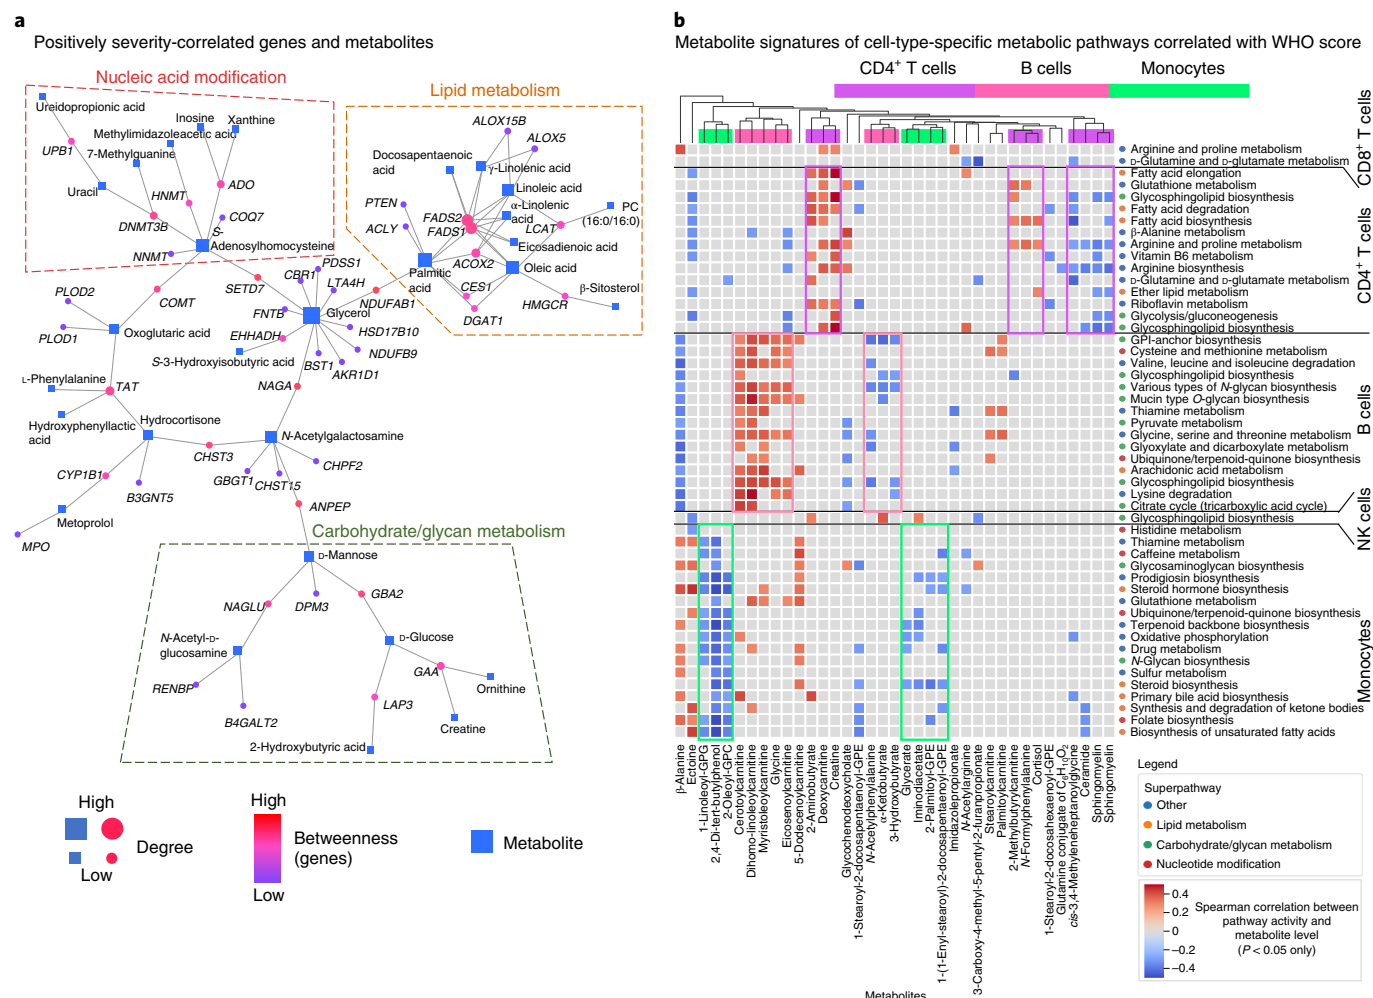 a
Positively severity-correlated genes and metabolites
Nucleic acid modification
Ureidopropionic acid
Inosine
Xanthine
Methylimidazoleacetic acid
UPB1
7-Methylguanine
Uracil
HNMT
ADO
DNMT3B
COQ7
S-
Adenosylhomocysteine
NNMT
Lipid metabolism
ALOX15B
ALOX5
Docosapentaenoic
acid
γ-Linolenic acid
Linoleic acid
PTEN
α-Linolenic
acid
PC
(16:0/16:0)
FADS2
FADS1
LCAT
ACLY
Eicosadienoic acid
ACOX2
Palmitic
acid
Oleic acid
CES1
β-Sitosterol
HMGCR
DGAT1
PDSS1
CBR1
LTA4H
SETD7
NDUFAB1
PLOD2
COMT
FNTB
Glycerol
PLOD1
Oxoglutaric acid
EHHADH
HSD17B10
S-3-Hydroxyisobutyric acid
BST1
NDUFB9
AKR1D1
L-Phenylalanine
TAT
NAGA
Hydroxyphenyllactic
acid
Hydrocortisone
N-Acetylgalactosamine
CHST3
CYP1B1
CHPF2
GBGT1
CHST15
B3GNT5
Metoprolol
ANPEP
MPO
Carbohydrate/glycan metabolism
D-Mannose
NAGLU
DPM3
GBA2
N-Acetyl-D-
glucosamine
D-Glucose
RENBP
GAA
Ornithine
B4GALT2
LAP3
Creatine
2-Hydroxybutyric acid
High
Low
Degree
High
Low
Betweenness
(genes)
Metabolite
b
Metabolite signatures of cell-type-specific metabolic pathways correlated with WHO score
CD4+ T cells
B cells
Monocytes
Arginine and proline metabolism
D-Glutamine and D-glutamate metabolism
Fatty acid elongation
Glutathione metabolism
Glycosphingolipid biosynthesis
Fatty acid degradation
Fatty acid biosynthesis
β-Alanine metabolism
Arginine and proline metabolism
Vitamin B6 metabolism
Arginine biosynthesis
D-Glutamine and D-glutamate metabolism
Ether lipid metabolism
Riboflavin metabolism
Glycolysis/gluconeogenesis
Glycosphingolipid biosynthesis
GPI-anchor biosynthesis
Cysteine and methionine metabolism
Valine, leucine and isoleucine degradation
Glycosphingolipid biosynthesis
Various types of N-glycan biosynthesis
Mucin type O-glycan biosynthesis
Thiamine metabolism
Pyruvate metabolism
Glycine, serine and threonine metabolism
Glyoxylate and dicarboxylate metabolism
Ubiquinone/terpenoid-quinone biosynthesis
Arachidonic acid metabolism
Glycosphingolipid biosynthesis
Lysine degradation
Citrate cycle (tricarboxylic acid cycle)
Glycosphingolipid biosynthesis
Histidine metabolism
Thiamine metabolism
Caffeine metabolism
Glycosaminoglycan biosynthesis
Prodigiosin biosynthesis
Steroid hormone biosynthesis
Glutathione metabolism
Ubiquinone/terpenoid-quinone biosynthesis
Terpenoid backbone biosynthesis
Oxidative phosphorylation
Drug metabolism
N-Glycan biosynthesis
Sulfur metabolism
Steroid biosynthesis
Primary bile acid biosynthesis
Synthesis and degradation of ketone bodies
Folate biosynthesis
Biosynthesis of unsaturated fatty acids
CD8+ T cells
CD4+ T cells
B cells
NK cells
Monocytes
β-Alanine
Ectoine
1-Linoleoyl-GPG
2,4-Di-tert-butylphenol
2-Oleoyl-GPC
Cerotoylcarnitine
Dihomo-linoleoylcarnitine
Myristoleoylcarnitine
Glycine
Eicosenoylcarnitine
5-Dodecenoylcarnitine
2-Aminobutyrate
Deoxycarnitine
Creatine
Glycochenodeoxycholate
1-Stearoyl-2-docosapentaenoyl-GPE
N-Acetylphenylalanine
α-Ketobutyrate
3-Hydroxybutyrate
Glycerate
Iminodiacetate
2-Palmitoyl-GPE
1-(1-Enyl-stearoyl)-2-docosapentaenoyl-GPE
Imidazolepropionate
N-Acetylarginine
3-Carboxy-4-methyl-5-pentyl-2-furanpropionate
Stearoylcarnitine
Palmitoylcarnitine
2-Methylbutyrylcarnitine
N-Formylphenylalanine
Cortisol
1-Stearoyl-2-docosahexaenoyl-GPE
Glutamine conjugate of C6H10O2
cis-3,4-Methyleneheptanoylglycine
Ceramide
Sphingomyelin
Sphingomyelin
Metabolites
Legend
Superpathway
Other
Lipid metabolism
Carbohydrate/glycan metabolism
Nucleotide modification
0.4
0.2
0
−0.2
−0.4
Spearman correlation between
pathway activity and
metabolite level
(P < 0.05 only)